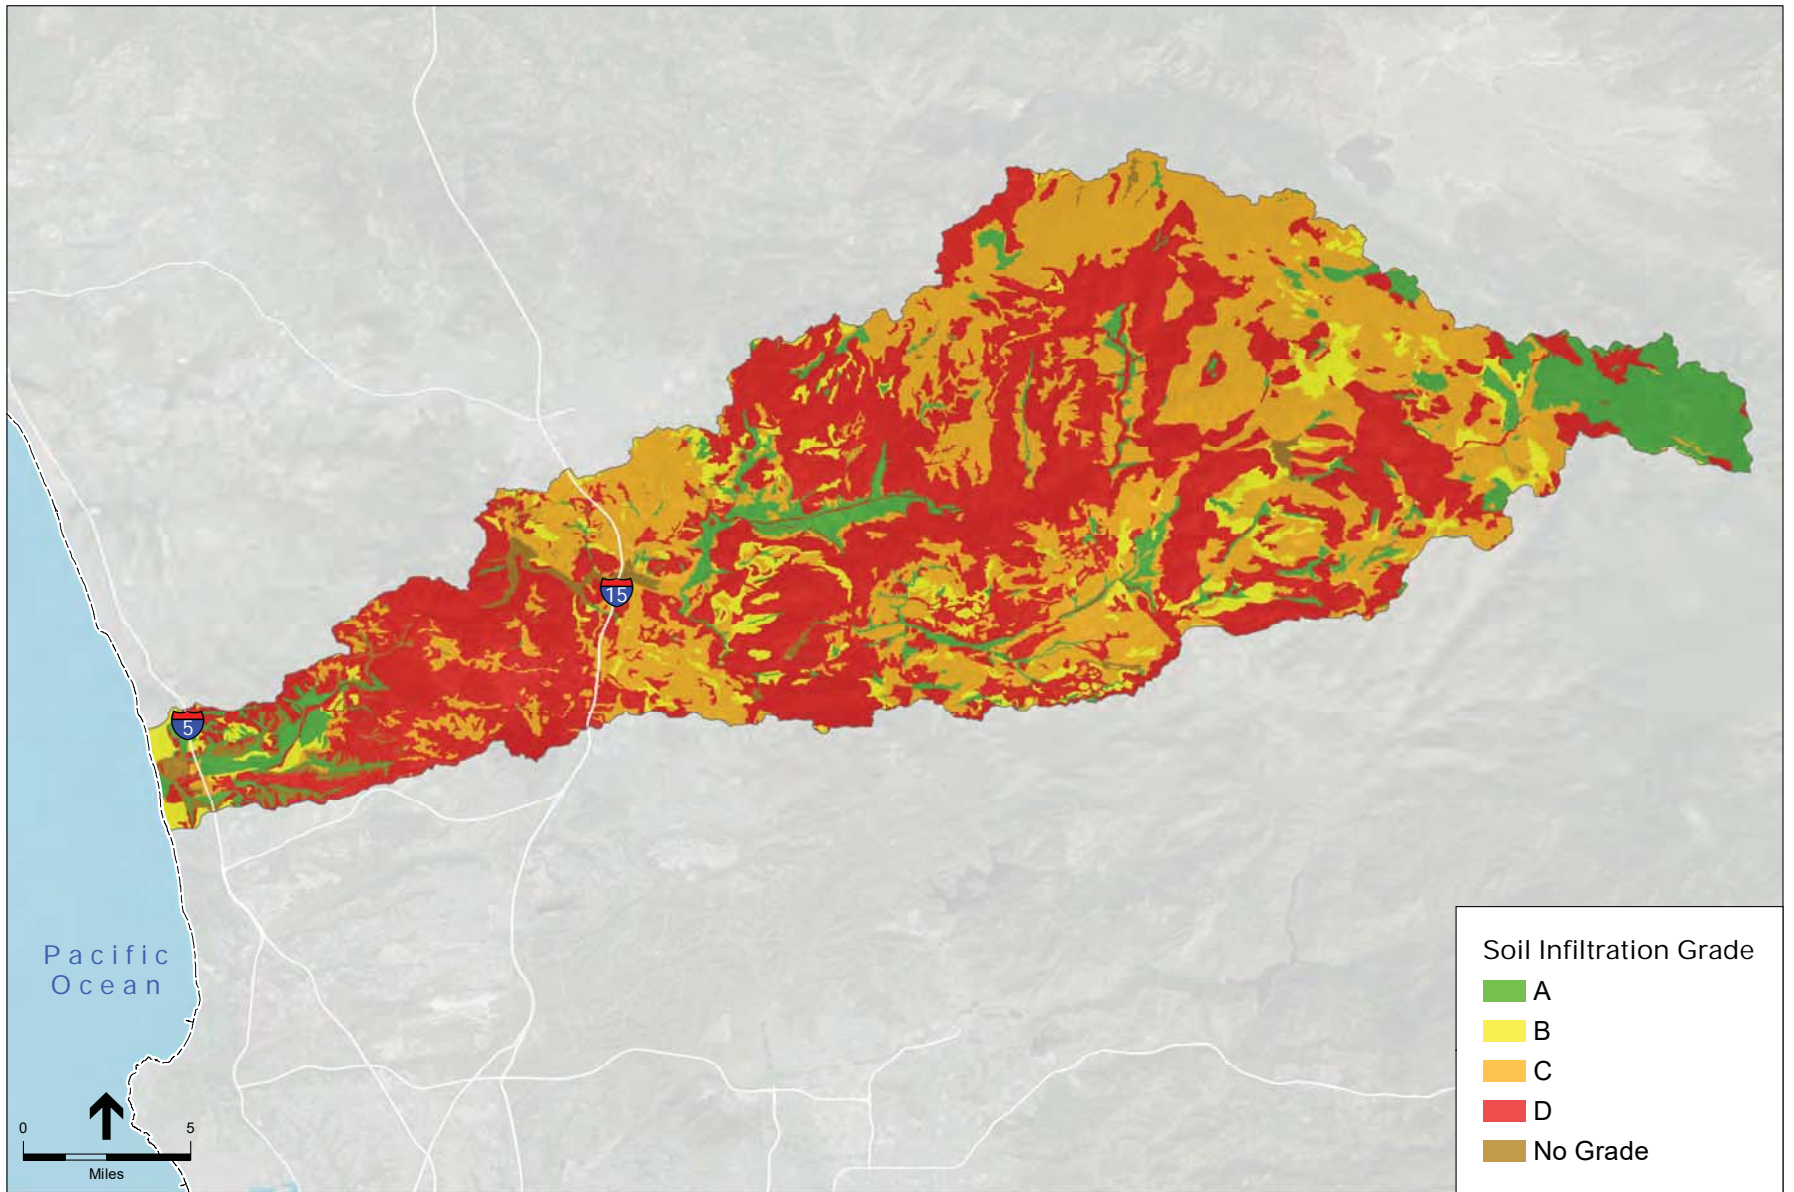 15
5
Pacific
Ocean
0 5
Miles
Soil Infiltration Grade
A
B
C
D
No Grade